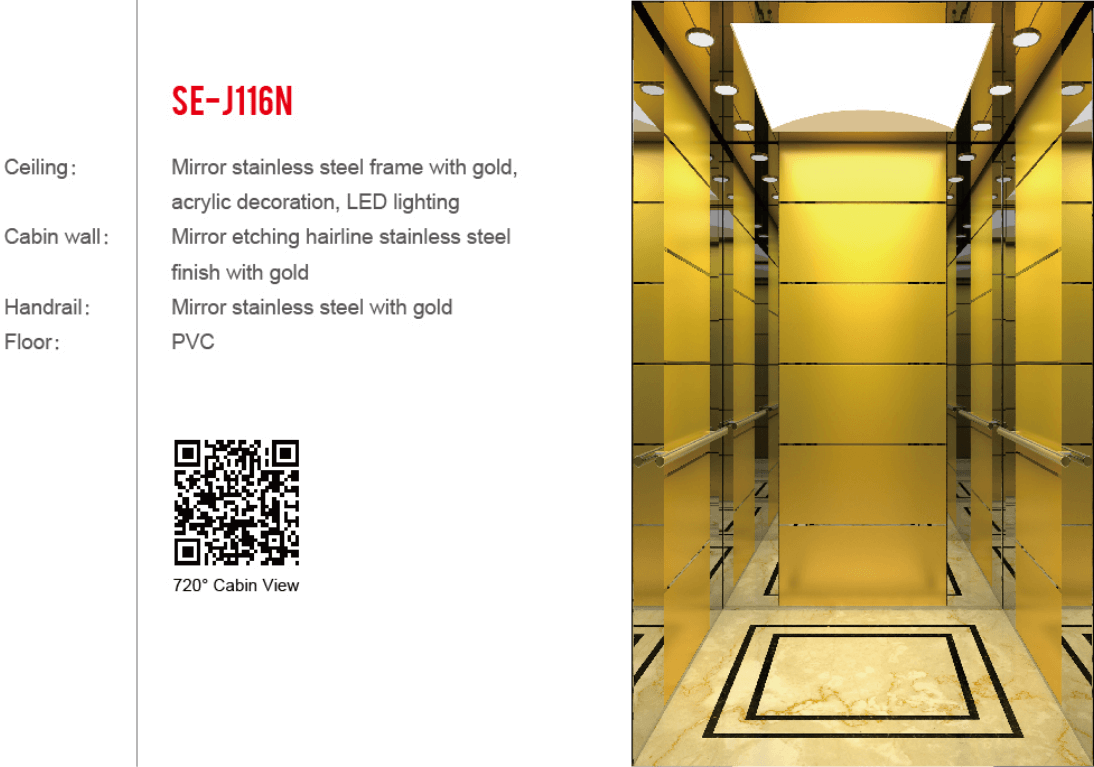 SE-J116N
Ceiling: Mirror stainless steel frame with gold,
acrylic decoration, LED lighting
Cabin wall: Mirror etching hairline stainless steel
finish with gold
Handrail: Mirror stainless steel with gold
Floor: PVC
720° Cabin View